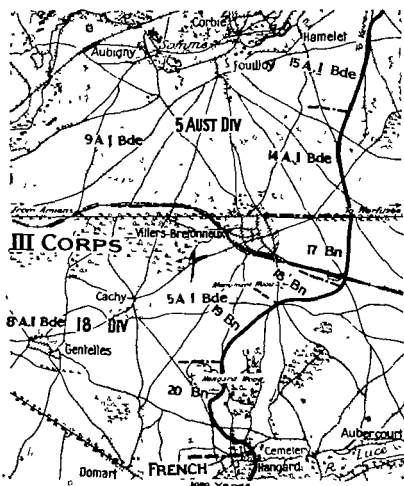 Corbie
Hamelet
Aubigny
Somme
Fouilloy
15 A.I Bde
5 AUST DIV
9 A I Bde
14 A.I Bde
from Amiens
III CORPS
Villers-Bretonneux
17 Bn
18 Bn
Monument Wood
Cachy
5 A I Bde
19 Bn
8 A.I Bde
18 DIV
Gentelles
Hangard Wood
20 Bn
Aubercourt
Cemetery
Luce
R.
Domart
FRENCH
Hangard